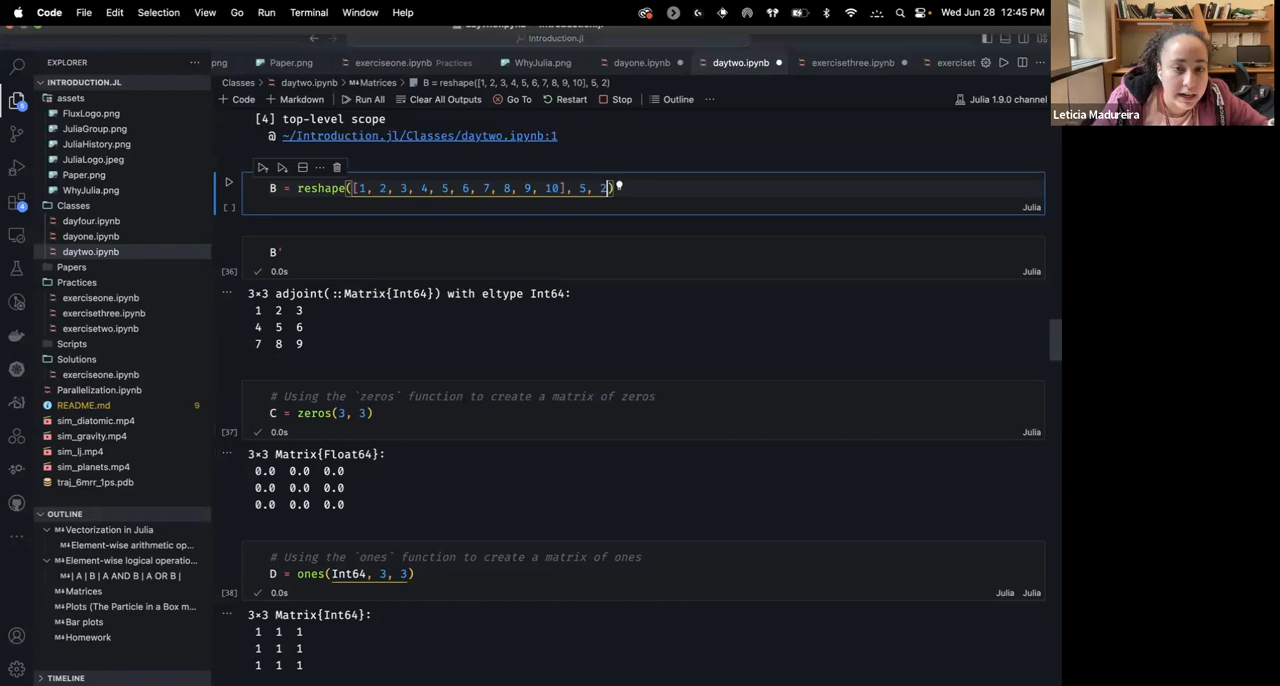 Code File Edit Selection View Go Run Terminal Window Help Wed Jun 28 12:45 PM
Introduction.jl
EXPLORER
png Paper.png exerciseone.ipynb Practices WhyJulia.png dayone.ipynb daytwo.ipynb exercisethree.ipynb exerciset
Classes > daytwo.ipynb > Matrices > B = reshape([1, 2, 3, 4, 5, 6, 7, 8, 9, 10], 5, 2)
+ Code + Markdown Run All Clear All Outputs Go To Restart Stop Outline ··· Julia 1.9.0 channel
INTRODUCTION.JL
assets
FluxLogo.png
JuliaGroup.png
JuliaHistory.png
JuliaLogo.jpeg
Paper.png
WhyJulia.png
Classes
dayfour.ipynb
dayone.ipynb
daytwo.ipynb
Papers
Practices
exerciseone.ipynb
exercisethree.ipynb
exercisetwo.ipynb
Scripts
Solutions
exerciseone.ipynb
Parallelization.ipynb
README.md 9
sim_diatomic.mp4
sim_gravity.mp4
sim_lj.mp4
sim_planets.mp4
traj_6mrr_1ps.pdb
OUTLINE
Vectorization in Julia
Element-wise arithmetic op...
Element-wise logical operatio...
| A | B | A AND B | A OR B |
Matrices
Plots (The Particle in a Box m...
Bar plots
Homework
TIMELINE
5
4
[4] top-level scope
@ ~/Introduction.jl/Classes/daytwo.ipynb:1
B = reshape([1, 2, 3, 4, 5, 6, 7, 8, 9, 10], 5, 2)
[ ] Julia
B'
[36] 0.0s Julia
3×3 adjoint(::Matrix{Int64}) with eltype Int64:
1 2 3
4 5 6
7 8 9
# Using the `zeros` function to create a matrix of zeros
C = zeros(3, 3)
[37] 0.0s Julia
3×3 Matrix{Float64}:
0.0 0.0 0.0
0.0 0.0 0.0
0.0 0.0 0.0
# Using the `ones` function to create a matrix of ones
D = ones(Int64, 3, 3)
[38] 0.0s Julia Julia
3×3 Matrix{Int64}:
1 1 1
1 1 1
1 1 1
Leticia Madureira